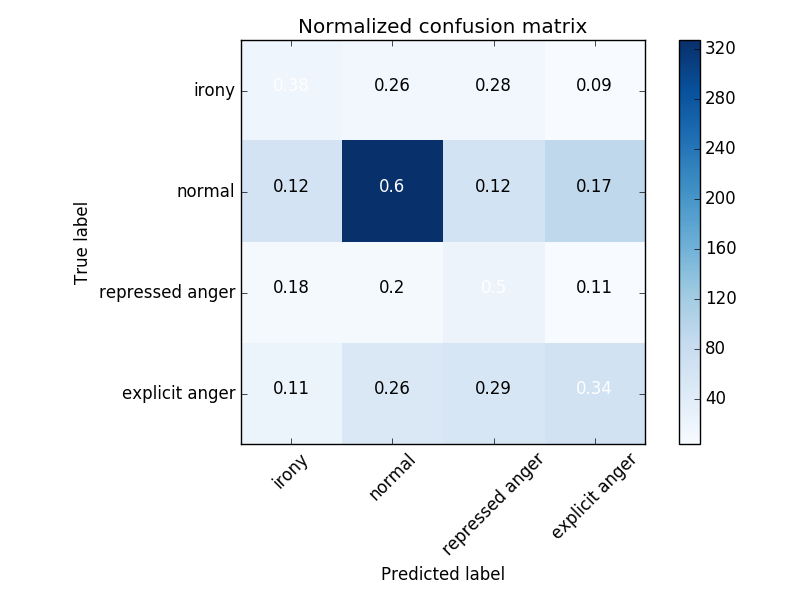 Normalized confusion matrix
True label
irony
0.38 0.26 0.28 0.09
normal
0.12 0.6 0.12 0.17
repressed anger
0.18 0.2 0.5 0.11
explicit anger
0.11 0.26 0.29 0.34
irony
normal
repressed anger
explicit anger
Predicted label
320
280
240
200
160
120
80
40